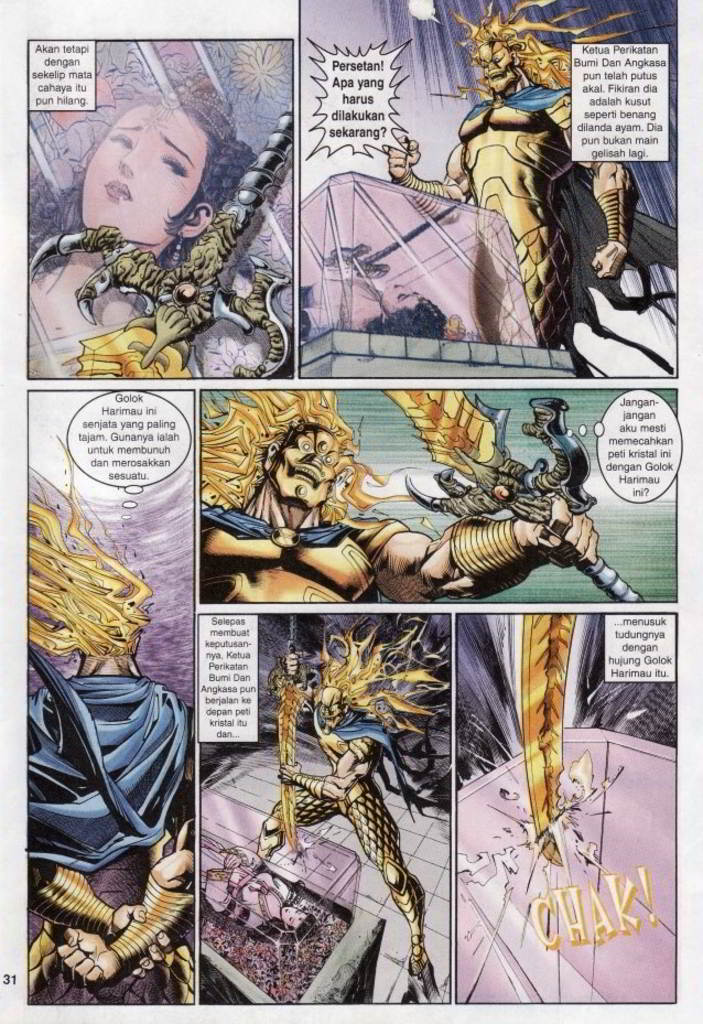 Akan tetapi
dengan
sekelip mata
cahaya itu
pun hilang.
Persetan!
Apa yang
harus
dilakukan
sekarang?
Ketua Perikatan
Bumi Dan Angkasa
pun telah putus
akal. Fikiran dia
adalah kusut
seperti benang
dilanda ayam. Dia
pun bukan main
gelisah lagi.
Golok
Harimau ini
senjata yang paling
tajam. Gunanya ialah
untuk membunuh
dan merosakkan
sesuatu.
Jangan-
jangan
aku mesti
memecahkan
peti kristal ini
dengan Golok
Harimau
ini?
Selepas
membuat
keputusan-
nya, Ketua
Perikatan
Bumi Dan
Angkasa pun
berjalan ke
depan peti
kristal itu
dan...
...menusuk
tudungnya
dengan
hujung Golok
Harimau itu.
CHAK!
31